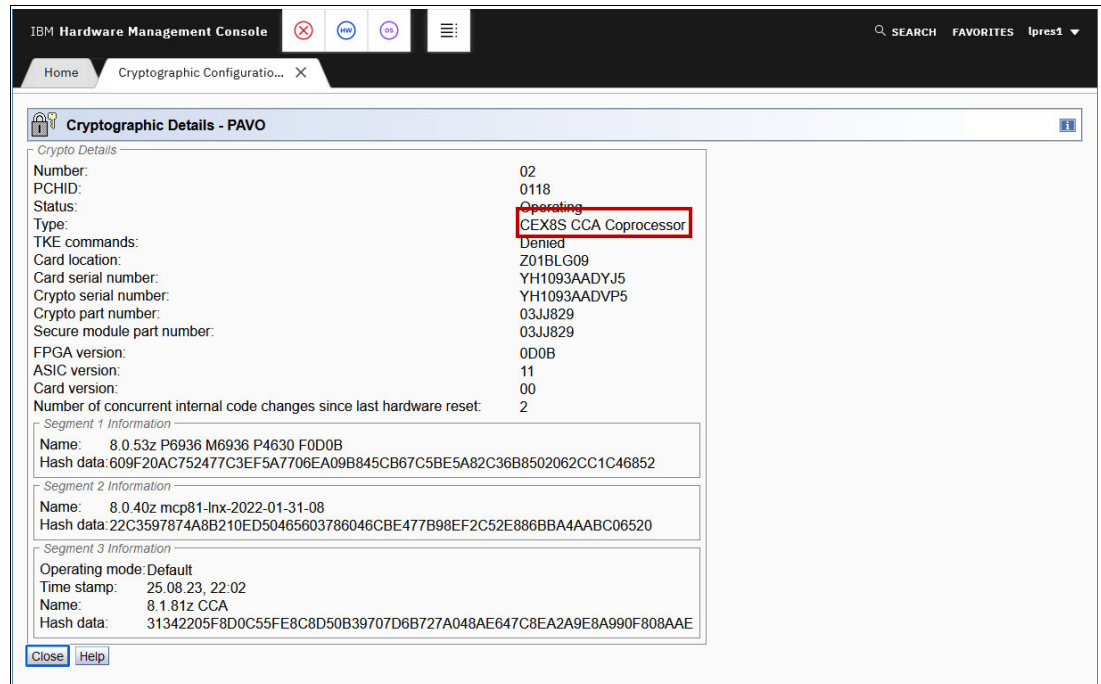 IBM Hardware Management Console HW OS SEARCH FAVORITES lpres1
Home Cryptographic Configuratio...
Cryptographic Details - PAVO i
Crypto Details
Number: 02
PCHID: 0118
Status: Operating
Type: CEX8S CCA Coprocessor
TKE commands: Denied
Card location: Z01BLG09
Card serial number: YH1093AADYJ5
Crypto serial number: YH1093AADVP5
Crypto part number: 03JJ829
Secure module part number: 03JJ829
FPGA version: 0D0B
ASIC version: 11
Card version: 00
Number of concurrent internal code changes since last hardware reset: 2
Segment 1 Information
Name: 8.0.53z P6936 M6936 P4630 F0D0B
Hash data:609F20AC752477C3EF5A7706EA09B845CB67C5BE5A82C36B8502062CC1C46852
Segment 2 Information
Name: 8.0.40z mcp81-lnx-2022-01-31-08
Hash data:22C3597874A8B210ED50465603786046CBE477B98EF2C52E886BBA4AABC06520
Segment 3 Information
Operating mode:Default
Time stamp: 25.08.23, 22:02
Name: 8.1.81z CCA
Hash data: 31342205F8D0C55FE8C8D50B39707D6B727A048AE647C8EA2A9E8A990F808AAE
Close Help